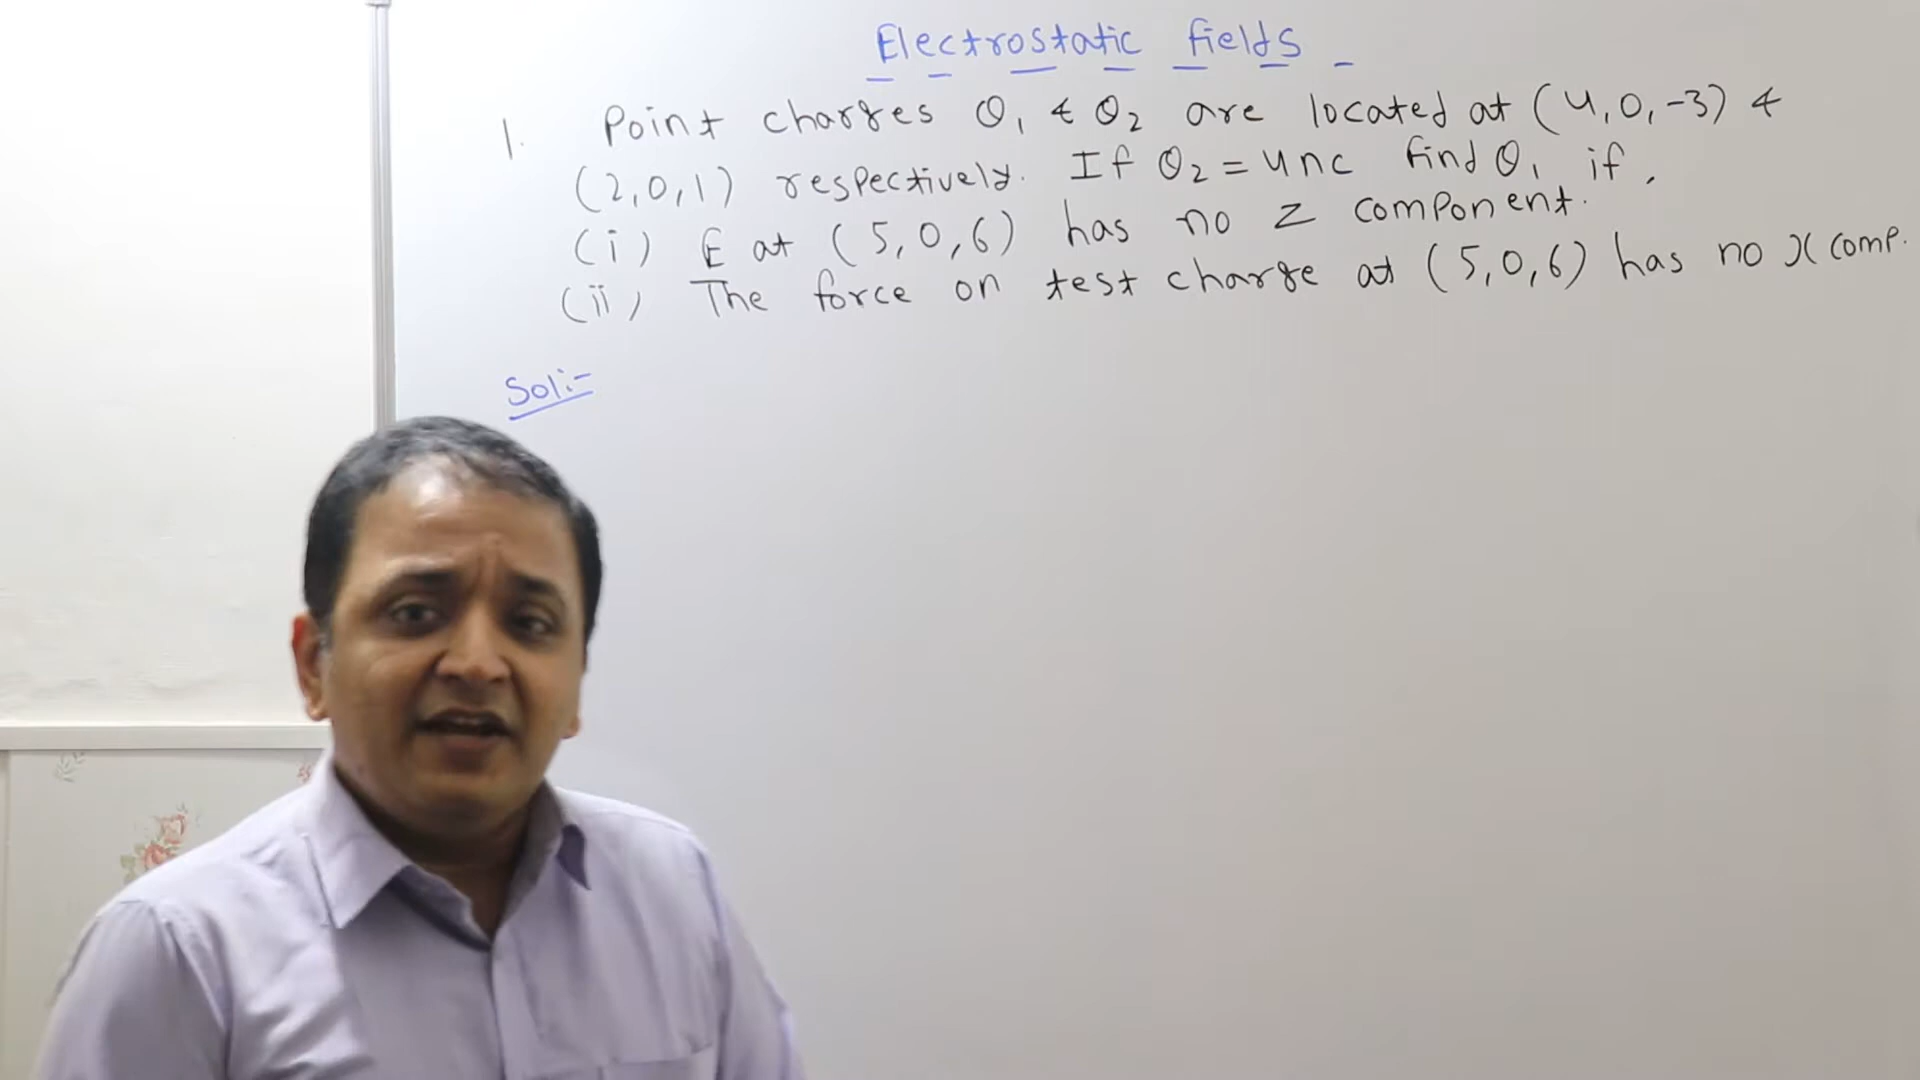 Electrostatic Fields
1. Point charges Q1 & Q2 are located at (4,0,-3) &
(2,0,1) respectively. If Q2 = 4nc Find Q1 if,
(i) E at (5,0,6) has no Z component.
(ii) The force on test charge at (5,0,6) has no x comp.
Sol:-